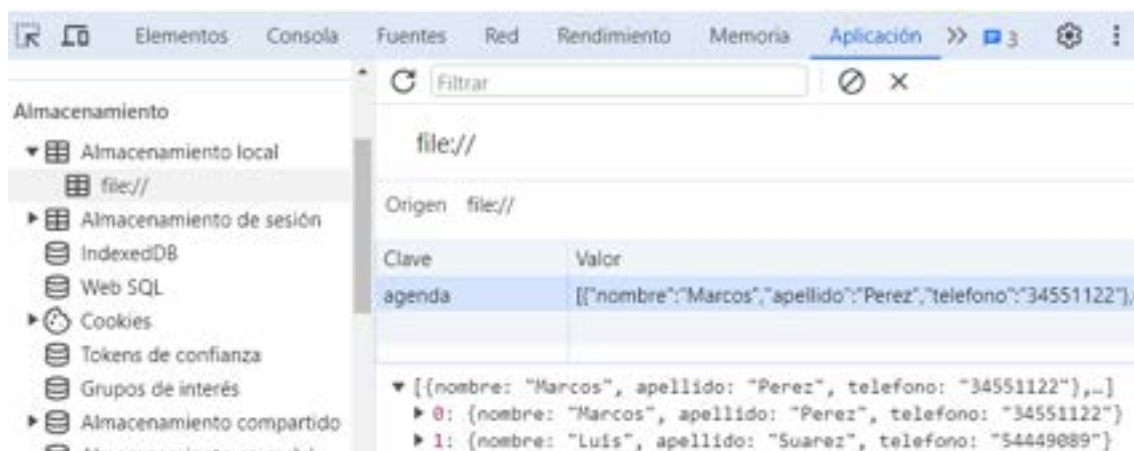 Elementos Consola Fuentes Red Rendimiento Memoria Aplicación 3
Filtrar
Almacenamiento
Almacenamiento local
file://
Almacenamiento de sesión
IndexedDB
Web SQL
Cookies
Tokens de confianza
Grupos de interés
Almacenamiento compartido
file://
Origen file://
Clave Valor
agenda [{"nombre":"Marcos","apellido":"Perez","telefono":"34551122"},
[{nombre: "Marcos", apellido: "Perez", telefono: "34551122"},…]
0: {nombre: "Marcos", apellido: "Perez", telefono: "34551122"}
1: {nombre: "Luis", apellido: "Suarez", telefono: "54449089"}